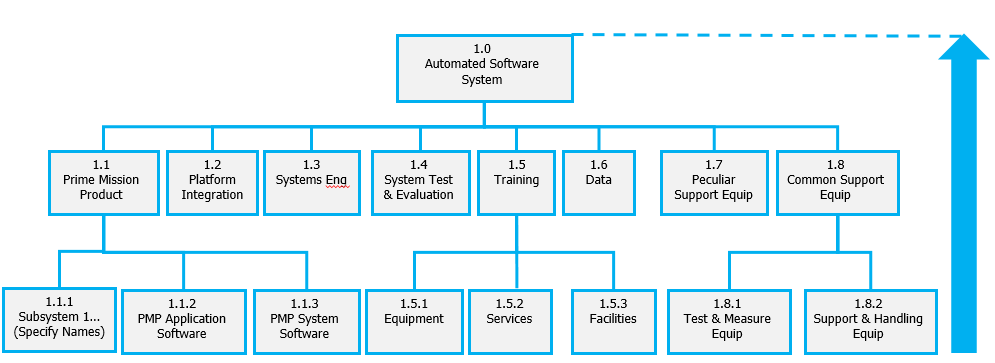 1.0
Automated Software
System
1.1
Prime Mission
Product
1.2
Platform
Integration
1.3
Systems Eng
1.4
System Test
& Evaluation
1.5
Training
1.6
Data
1.7
Peculiar
Support Equip
1.8
Common Support
Equip
1.1.1
Subsystem 1...
(Specify Names)
1.1.2
PMP Application
Software
1.1.3
PMP System
Software
1.5.1
Equipment
1.5.2
Services
1.5.3
Facilities
1.8.1
Test & Measure
Equip
1.8.2
Support & Handling
Equip